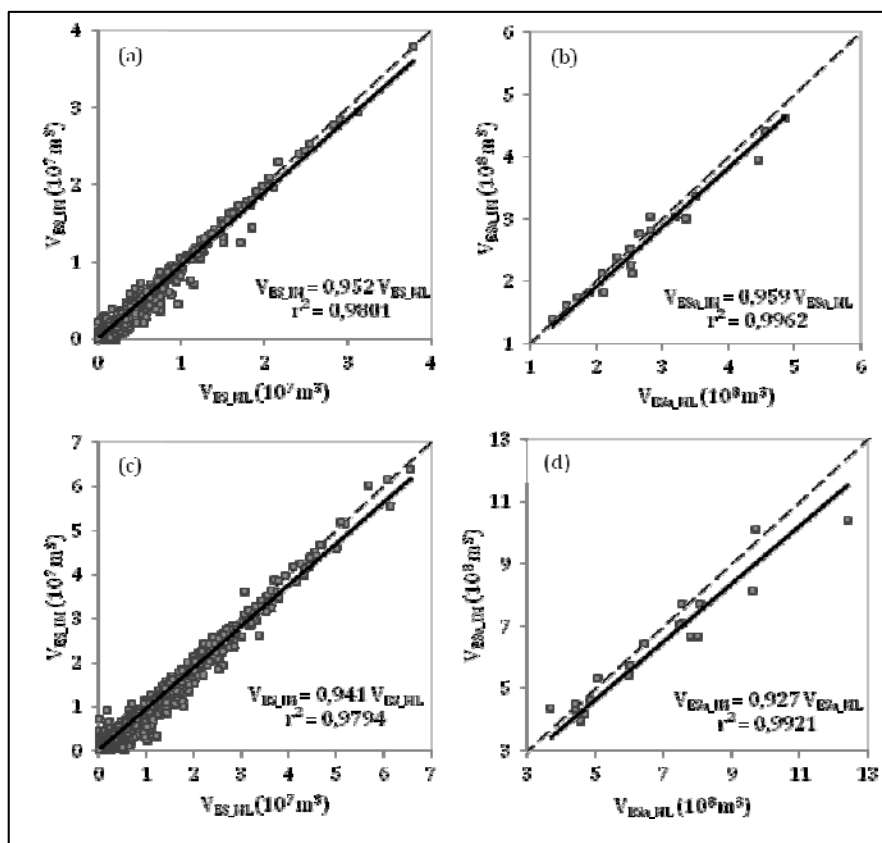 (a)
4
3
2
1
0
0 1 2 3 4
V_ES_IN (10⁷ m³)
V_ES_IN = 0,952 V_ES_HL
r² = 0,9801
V_ES_HL (10⁷ m³)
(b)
6
5
4
3
2
1
1 2 3 4 5 6
V_ESa_IN (10⁸ m³)
V_ESa_IN = 0,959 V_ESa_HL
r² = 0,9962
V_ESa_HL (10⁸ m³)
(c)
7
6
5
4
3
2
1
0
0 1 2 3 4 5 6 7
V_ES_IN (10⁷ m³)
V_ES_IN = 0,941 V_ES_HL
r² = 0,9794
V_ES_HL (10⁷ m³)
(d)
13
11
9
7
5
3
3 5 7 9 11 13
V_ESa_IN (10⁸ m³)
V_ESa_IN = 0,927 V_ESa_HL
r² = 0,9921
V_ESa_HL (10⁸ m³)